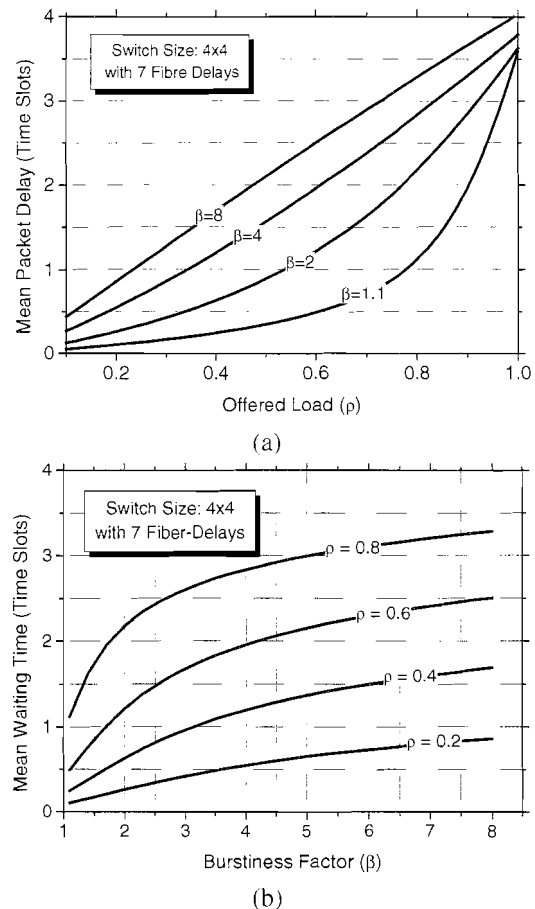 4
3
2
1
0
Mean Packet Delay (Time Slots)
Switch Size: 4x4
with 7 Fibre Delays
β=8
β=4
β=2
β=1.1
0.2 0.4 0.6 0.8 1.0
Offered Load (ρ)
(a)
4
3
2
1
0
Mean Waiting Time (Time Slots)
Switch Size: 4x4
with 7 Fiber-Delays
ρ = 0.8
ρ = 0.6
ρ = 0.4
ρ = 0.2
1 2 3 4 5 6 7 8
Burstiness Factor (β)
(b)